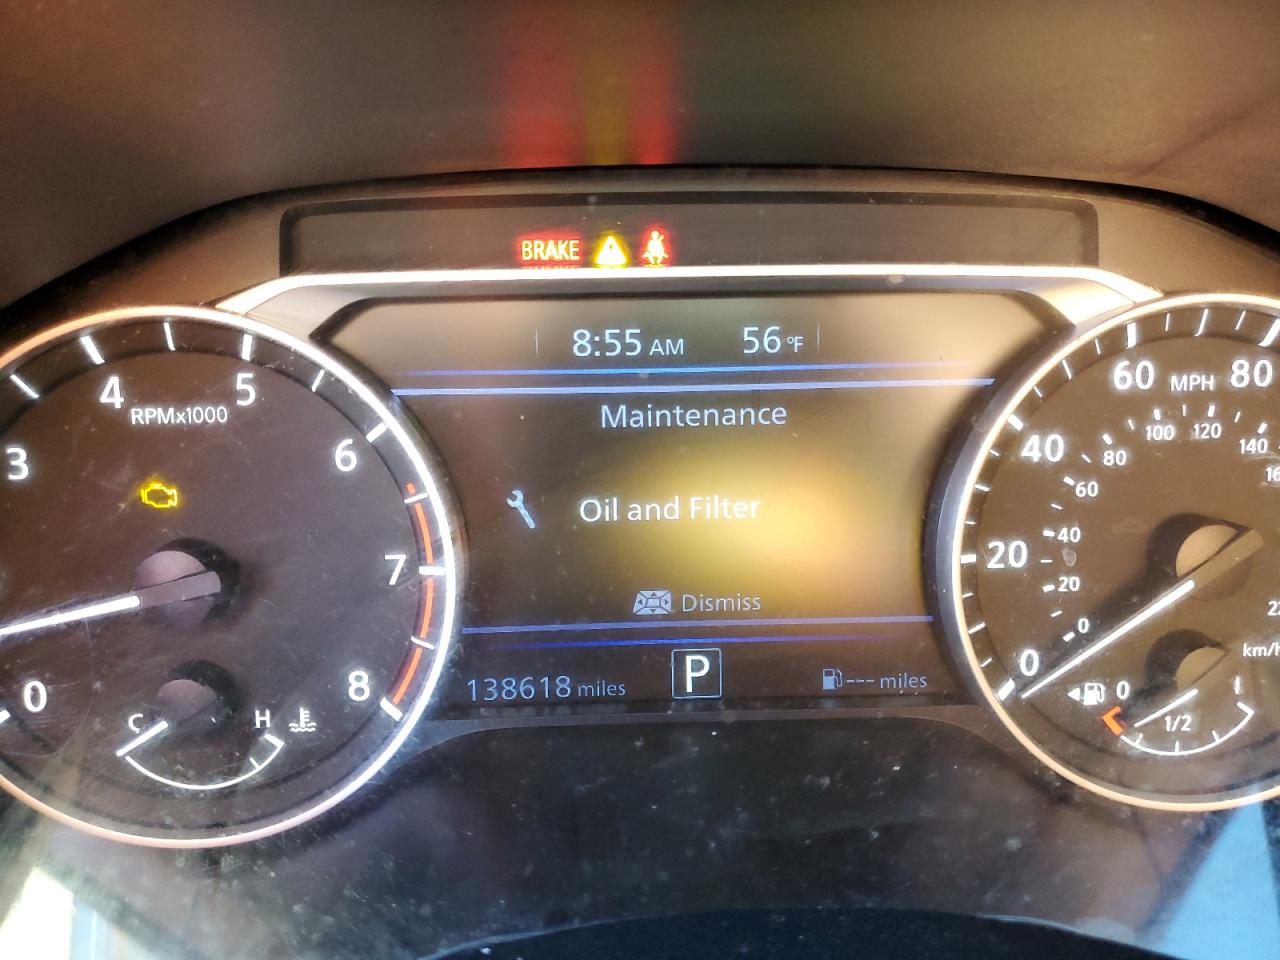 BRAKE
8:55 AM 56 °F
Maintenance
Oil and Filter
Dismiss
138618 miles
P
--- miles
0
3
4
5
6
7
8
RPMx1000
C
H
0
20
40
60
80
MPH
0
20
40
60
80
100
120
140
km/h
0
1/2
1